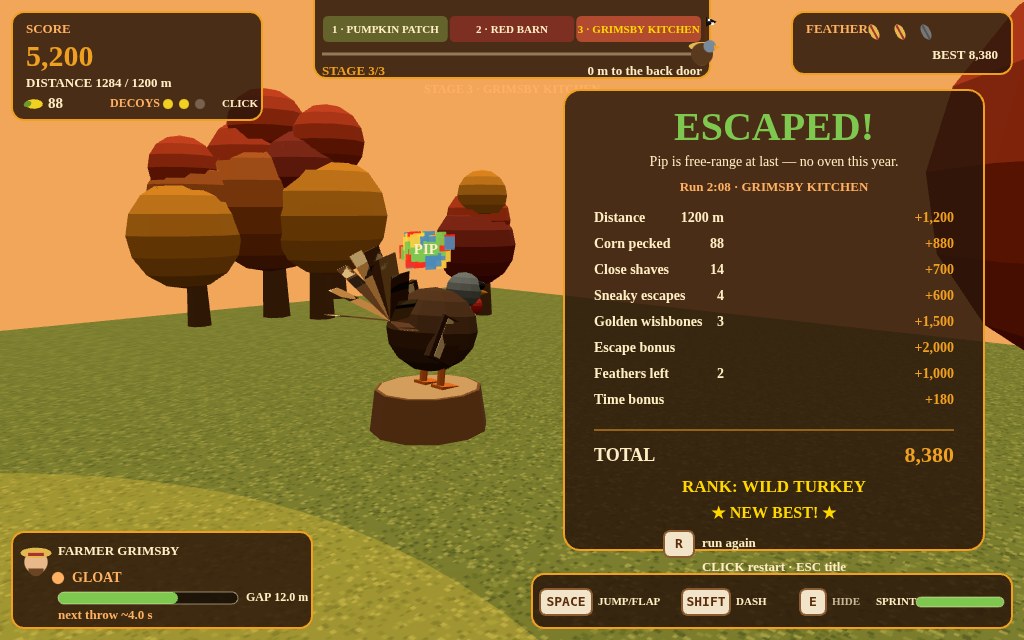 SCORE
5,200
DISTANCE 1284 / 1200 m
88
DECOYS
CLICK
1 · PUMPKIN PATCH
2 · RED BARN
3 · GRIMSBY KITCHEN
STAGE 3/3
0 m to the back door
STAGE 3 · GRIMSBY KITCHEN
FEATHER
BEST 8,380
PIP
ESCAPED!
Pip is free-range at last — no oven this year.
Run 2:08 · GRIMSBY KITCHEN
Distance 1200 m +1,200
Corn pecked 88 +880
Close shaves 14 +700
Sneaky escapes 4 +600
Golden wishbones 3 +1,500
Escape bonus +2,000
Feathers left 2 +1,000
Time bonus +180
TOTAL 8,380
RANK: WILD TURKEY
★ NEW BEST! ★
R run again
CLICK restart · ESC title
FARMER GRIMSBY
GLOAT
GAP 12.0 m
next throw ~4.0 s
SPACE JUMP/FLAP SHIFT DASH E HIDE SPRINT